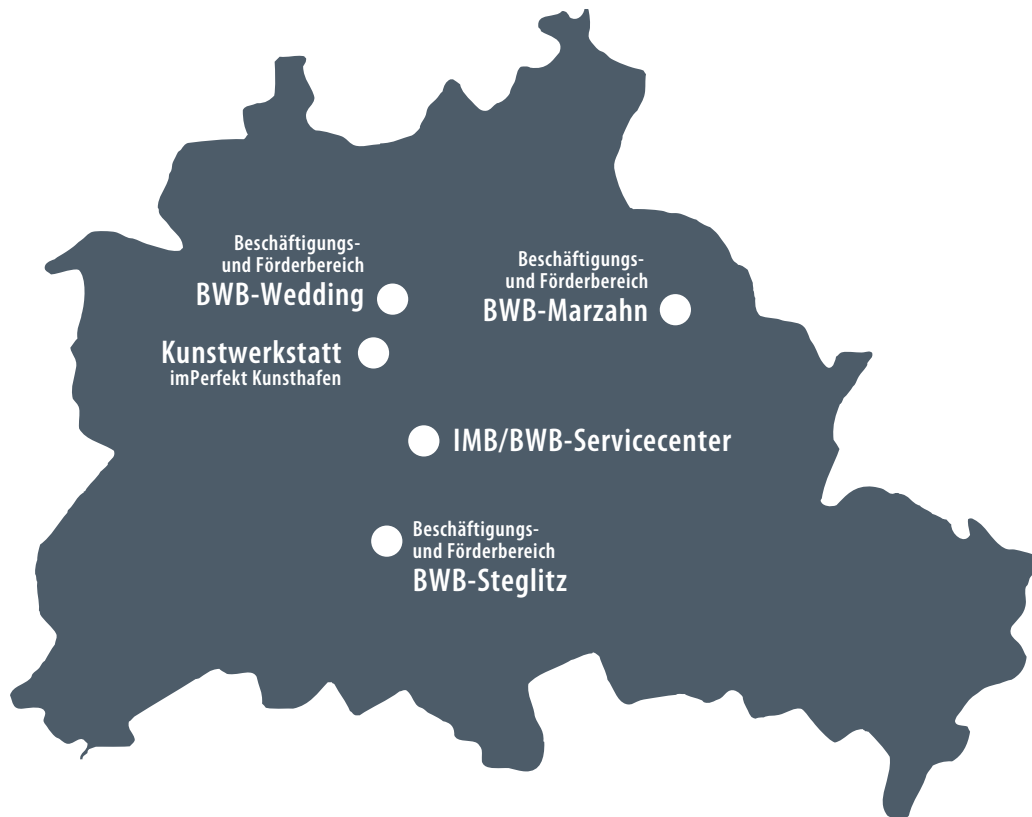 Beschäftigungs-
und Förderbereich
BWB-Wedding
Beschäftigungs-
und Förderbereich
BWB-Marzahn
Kunstwerkstatt
imPerfekt Kunsthafen
IMB/BWB-Servicecenter
Beschäftigungs-
und Förderbereich
BWB-Steglitz